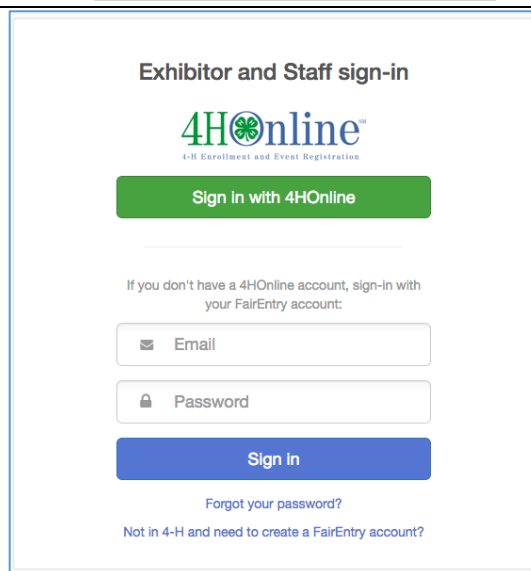 Exhibitor and Staff sign-in
4HOnline℠
4-H Enrollment and Event Registration
Sign in with 4HOnline
If you don't have a 4HOnline account, sign-in with
your FairEntry account:
Email
Password
Sign in
Forgot your password?
Not in 4-H and need to create a FairEntry account?